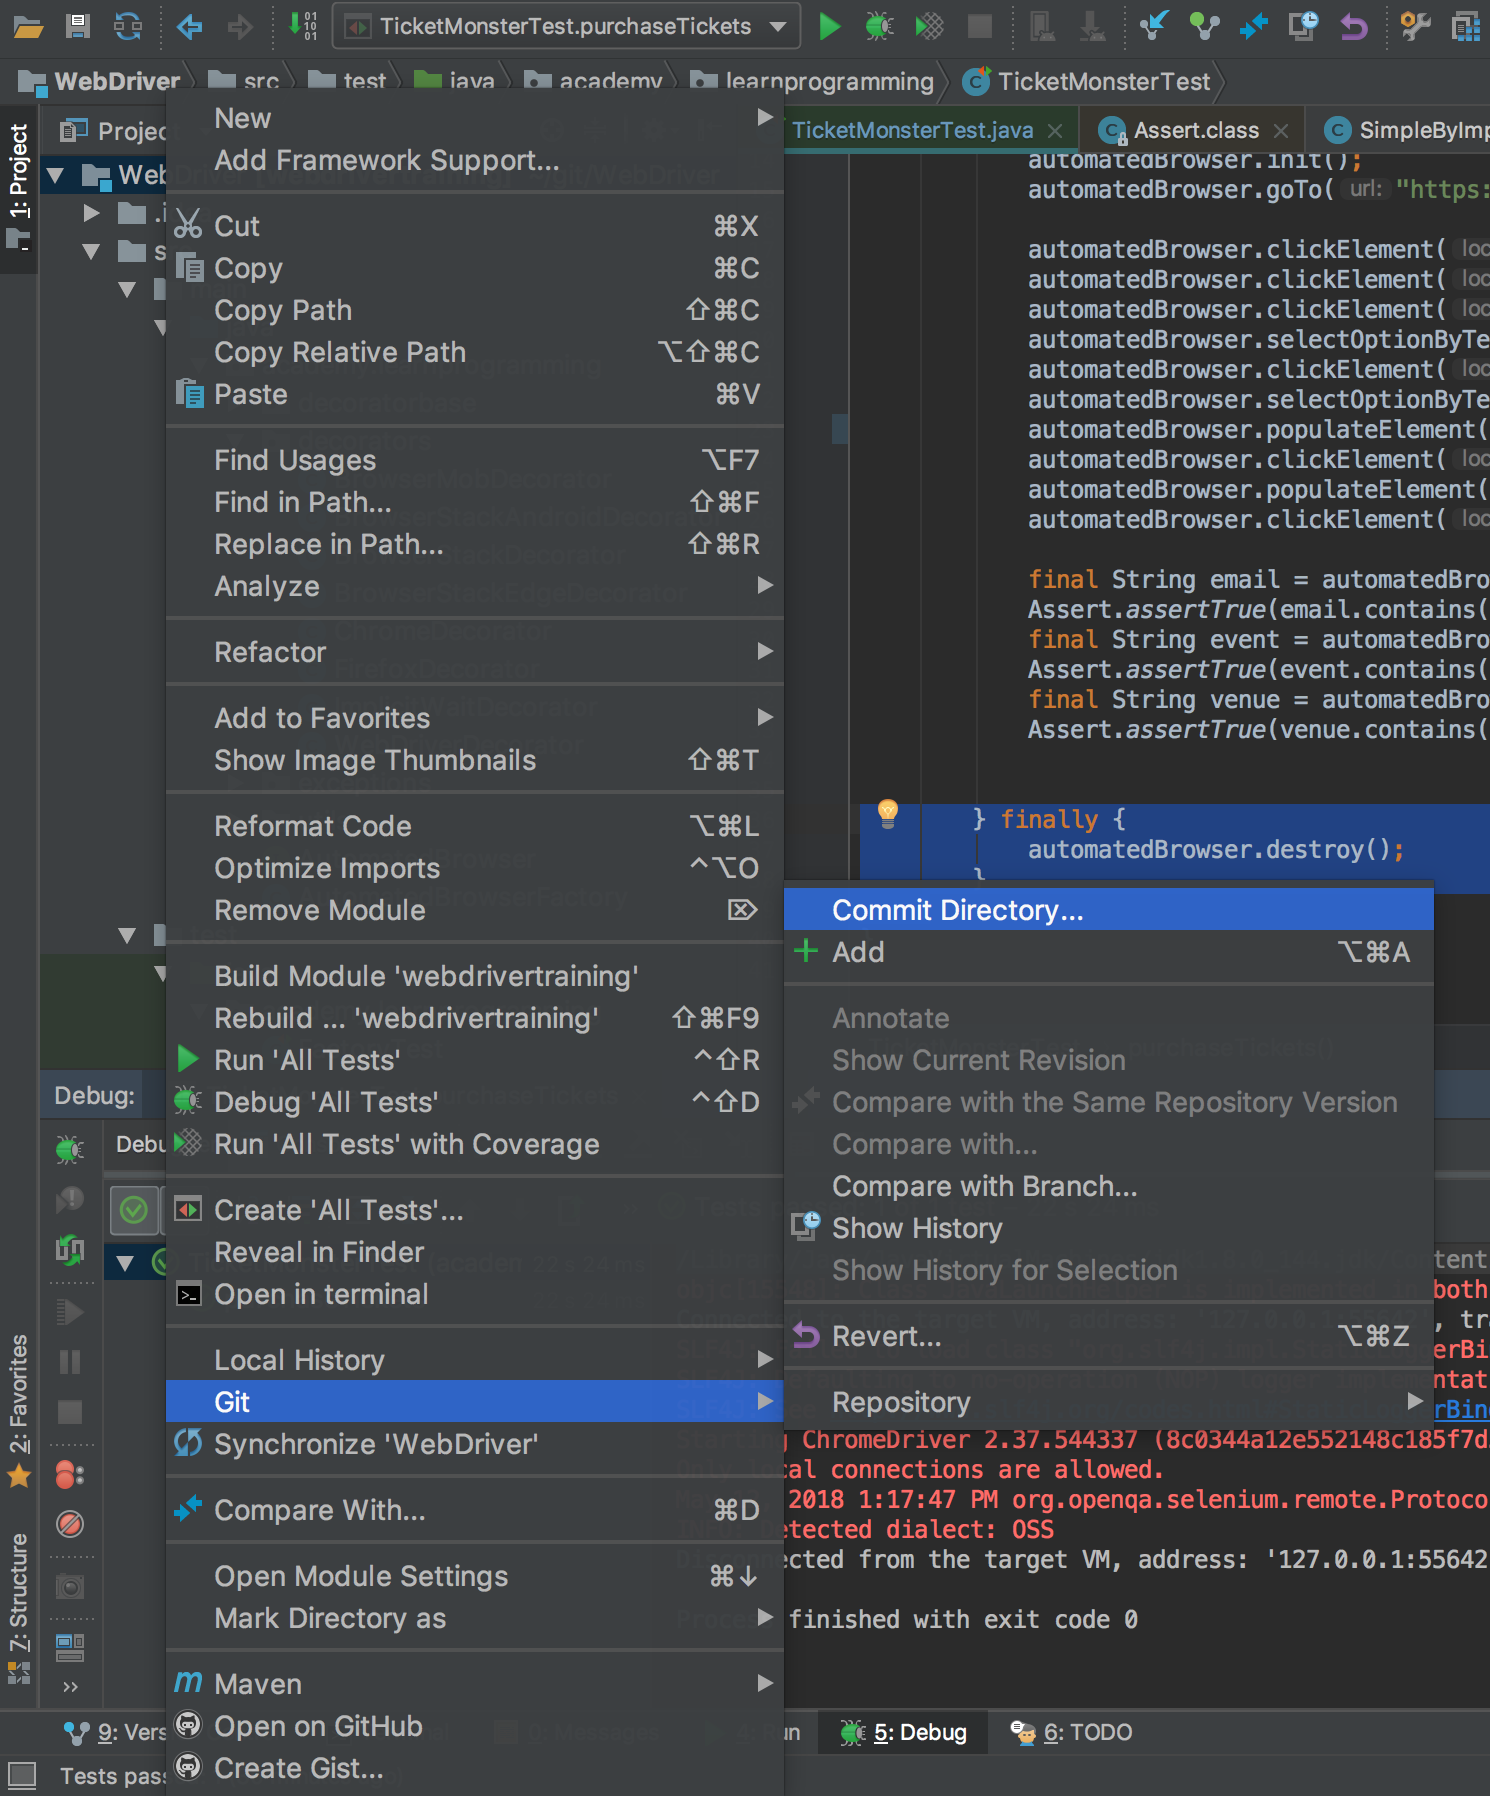 TicketMonsterTest.purchaseTickets
WebDriver
src
test
java
academy
learnprogramming
TicketMonsterTest
1: Project
Project
TicketMonsterTest.java
Assert.class
SimpleByImp
New
Add Framework Support...
Cut ⌘X
Copy ⌘C
Copy Path ⇧⌘C
Copy Relative Path ⌥⇧⌘C
Paste ⌘V
Find Usages ⌥F7
Find in Path... ⇧⌘F
Replace in Path... ⇧⌘R
Analyze
Refactor
Add to Favorites
Show Image Thumbnails ⇧⌘T
Reformat Code ⌥⌘L
Optimize Imports ^⌥O
Remove Module ⌦
Build Module 'webdrivertraining'
Rebuild ... 'webdrivertraining' ⇧⌘F9
Run 'All Tests' ^⇧R
Debug 'All Tests' ^⇧D
Run 'All Tests' with Coverage
Create 'All Tests'...
Reveal in Finder
Open in terminal
Local History
Git
Synchronize 'WebDriver'
Compare With... ⌘D
Open Module Settings ⌘↓
Mark Directory as
Maven
Open on GitHub
Create Gist...
automatedBrowser.init();
automatedBrowser.goTo( url: "https:
automatedBrowser.clickElement( loc
automatedBrowser.clickElement( loc
automatedBrowser.clickElement( loc
automatedBrowser.selectOptionByTe
automatedBrowser.clickElement( loc
automatedBrowser.selectOptionByTe
automatedBrowser.populateElement(
automatedBrowser.clickElement( loc
automatedBrowser.populateElement(
automatedBrowser.clickElement( loc
final String email = automatedBro
Assert.assertTrue(email.contains(
final String event = automatedBro
Assert.assertTrue(event.contains(
final String venue = automatedBro
Assert.assertTrue(venue.contains(
} finally {
automatedBrowser.destroy();
}
Commit Directory...
Add ⌥⌘A
Annotate
Show Current Revision
Compare with the Same Repository Version
Compare with...
Compare with Branch...
Show History
Show History for Selection
Revert... ⌥⌘Z
Repository
Debug:
Debu
tent
both
, tra
erBin
ntat
erBin
ChromeDriver 2.37.544337 (8c0344a12e552148c185f7d
Only local connections are allowed.
2018 1:17:47 PM org.openqa.selenium.remote.Protoco
Detected dialect: OSS
Disconnected from the target VM, address: '127.0.0.1:55642
Process finished with exit code 0
2: Favorites
7: Structure
9: Vers
5: Debug
6: TODO
Tests pass